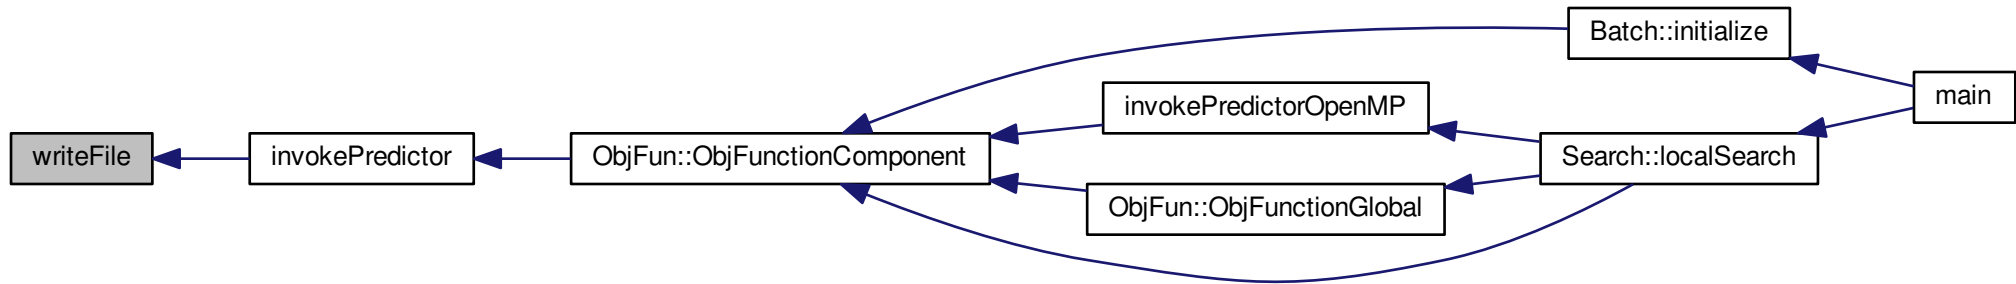 writeFile
invokePredictor
ObjFun::ObjFunctionComponent
Batch::initialize
invokePredictorOpenMP
ObjFun::ObjFunctionGlobal
Search::localSearch
main